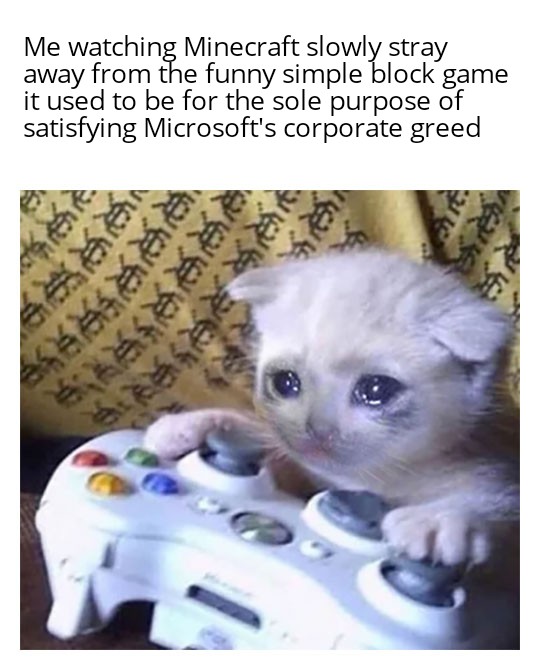 Me watching Minecraft slowly stray
away from the funny simple block game
it used to be for the sole purpose of
satisfying Microsoft's corporate greed